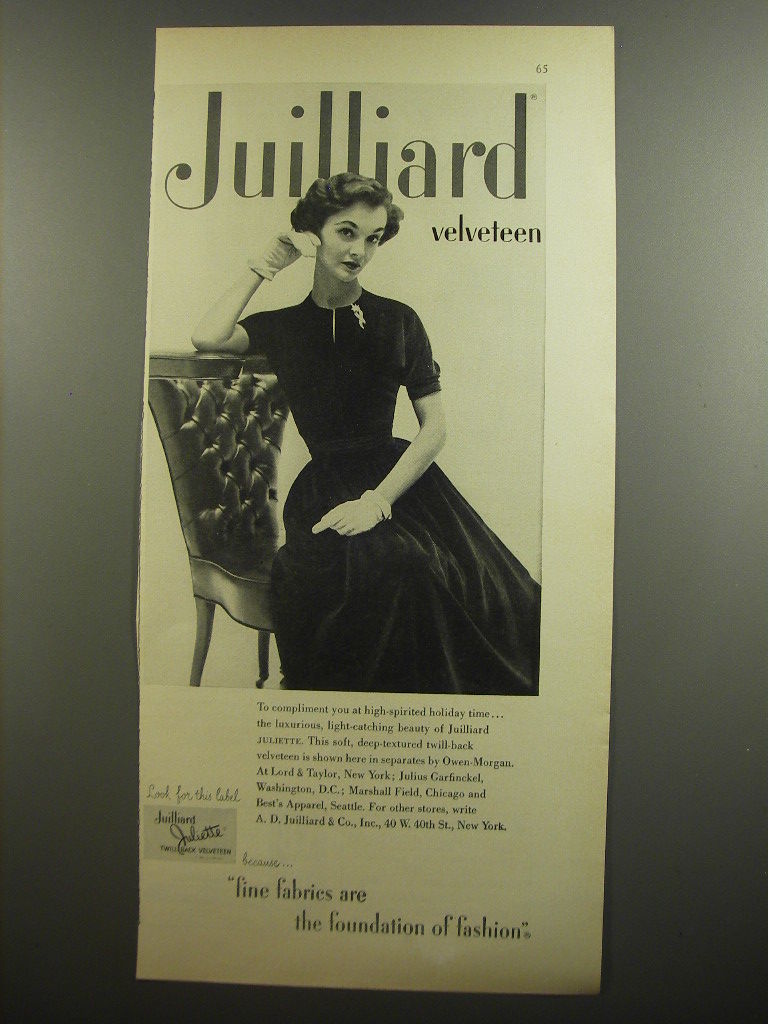 65
Juilliard®
velveteen
To compliment you at high-spirited holiday time...
the luxurious, light-catching beauty of Juilliard
JULIETTE. This soft, deep-textured twill-back
velveteen is shown here in separates by Owen-Morgan.
At Lord & Taylor, New York; Julius Garfinckel,
Washington, D.C.; Marshall Field, Chicago and
Best's Apparel, Seattle. For other stores, write
A. D. Juilliard & Co., Inc., 40 W. 40th St., New York.
Look for this label
Juilliard
Juliette
TWILL BACK VELVETEEN
because...
"fine fabrics are
the foundation of fashion"®